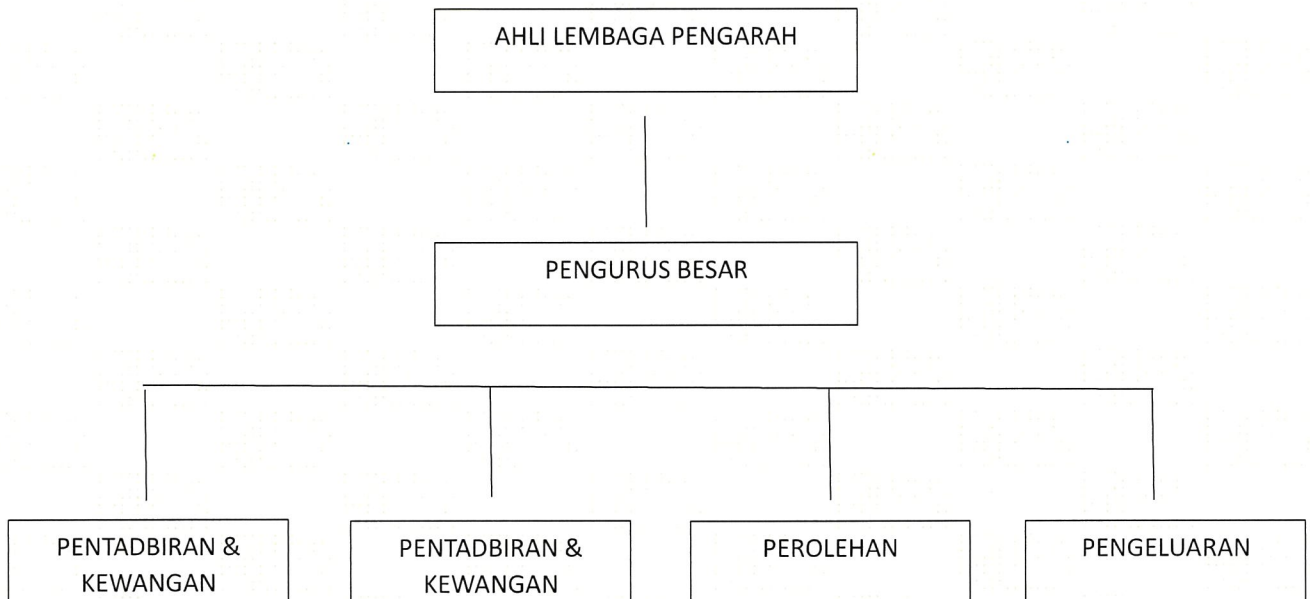 AHLI LEMBAGA PENGARAH
PENGURUS BESAR
PENTADBIRAN &
KEWANGAN
PENTADBIRAN &
KEWANGAN
PEROLEHAN
PENGELUARAN